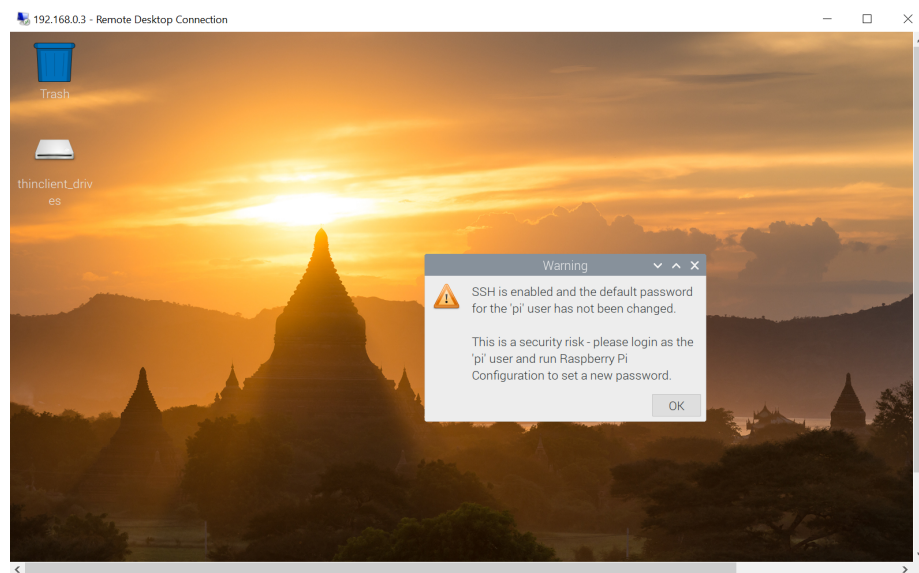 192.168.0.3 - Remote Desktop Connection
Trash
thinclient_driv
es
Warning
SSH is enabled and the default password
for the 'pi' user has not been changed.
This is a security risk - please login as the
'pi' user and run Raspberry Pi
Configuration to set a new password.
OK